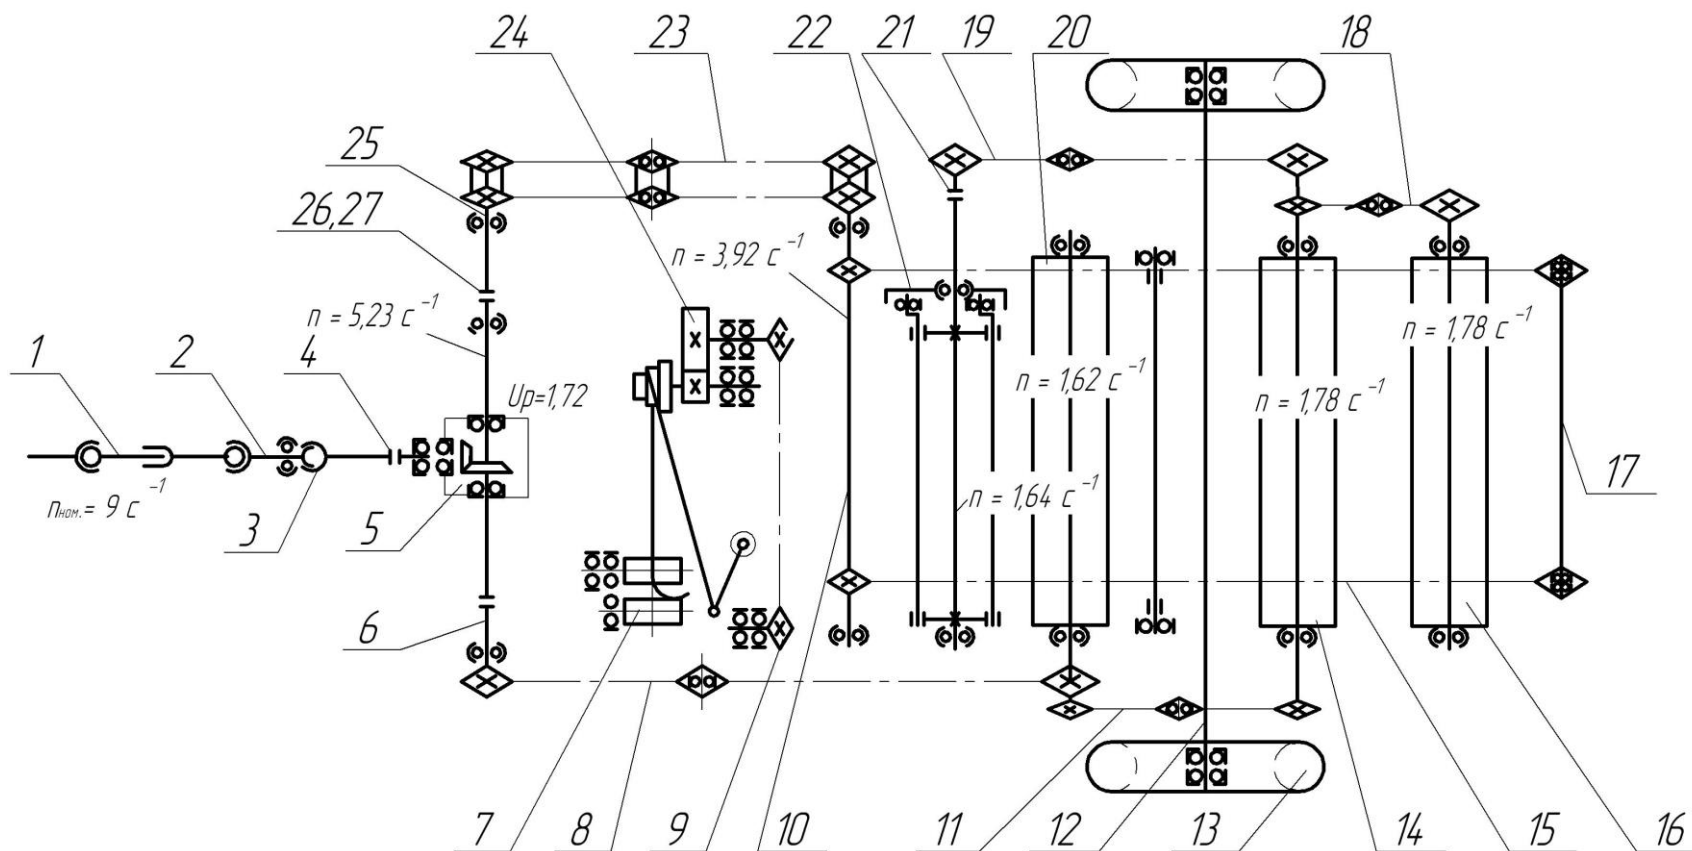 24 23 22 21 19 20 18
25
26,27
n = 3,92 с⁻¹
n = 5,23 с⁻¹
1 2 4
Uр=1,72
n = 1,62 с⁻¹
n = 1,78 с⁻¹
n = 1,78 с⁻¹
17
nном.= 9 с⁻¹
n = 1,64 с⁻¹
3 5
6
7 8 9 10 11 12 13 14 15 16